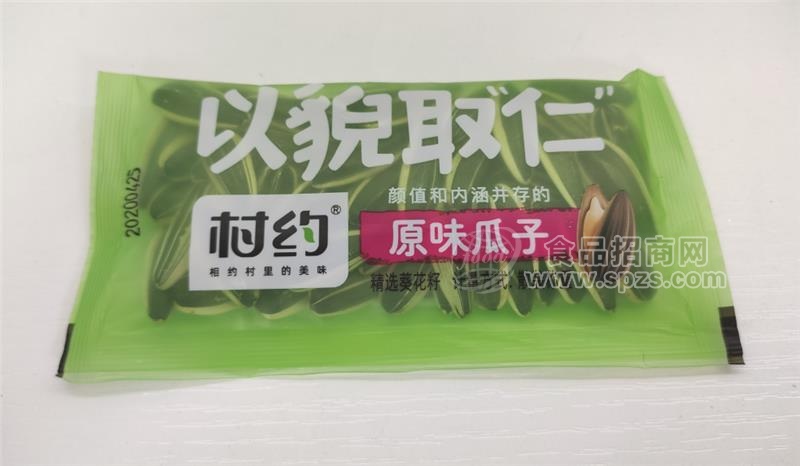 以貌取“仁”
颜值和内涵并存的
村约®
原味瓜子
相约村里的美味
精选葵花籽
20200425
食品招商网
www.spzs.com